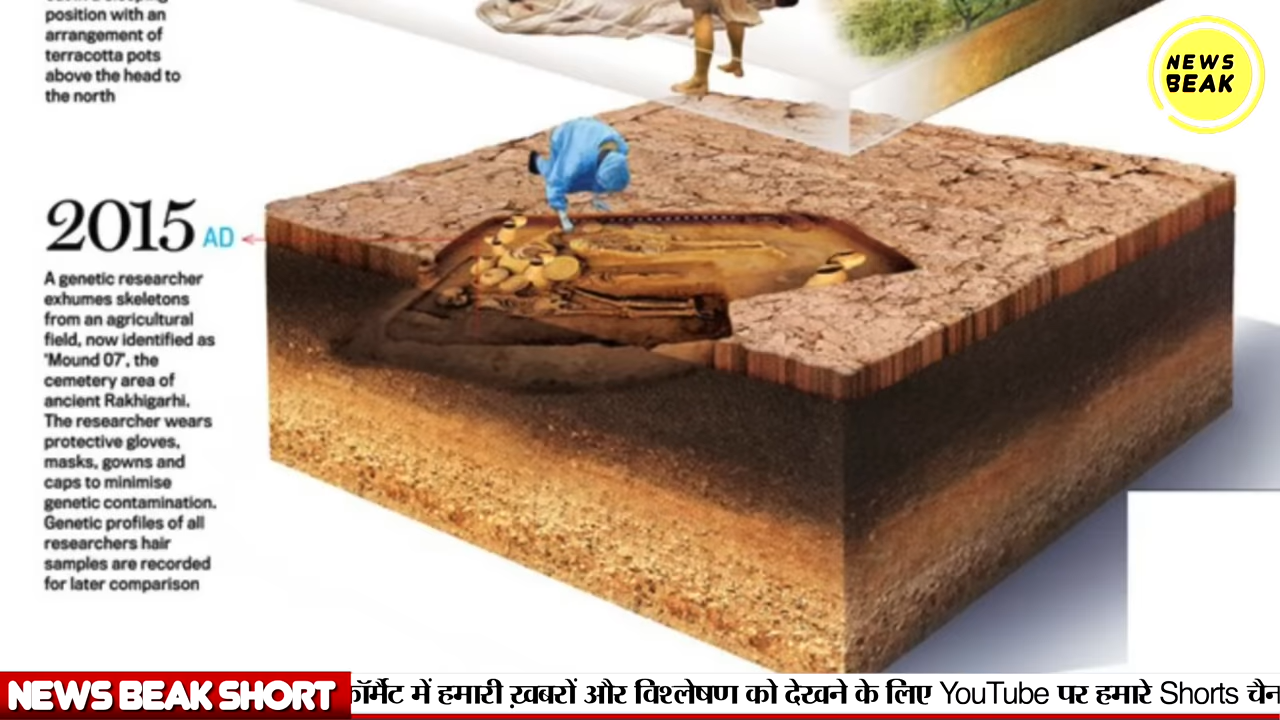 position with an
arrangement of
terracotta pots
above the head to
the north
NEWS
BEAK
2015 AD
A genetic researcher
exhumes skeletons
from an agricultural
field, now identified as
'Mound 07', the
cemetery area of
ancient Rakhigarhi.
The researcher wears
protective gloves,
masks, gowns and
caps to minimise
genetic contamination.
Genetic profiles of all
researchers hair
samples are recorded
for later comparison
NEWS BEAK SHORT
में हमारी ख़बरों और विश्लेषण को देखने के लिए YouTube पर हमारे Shorts